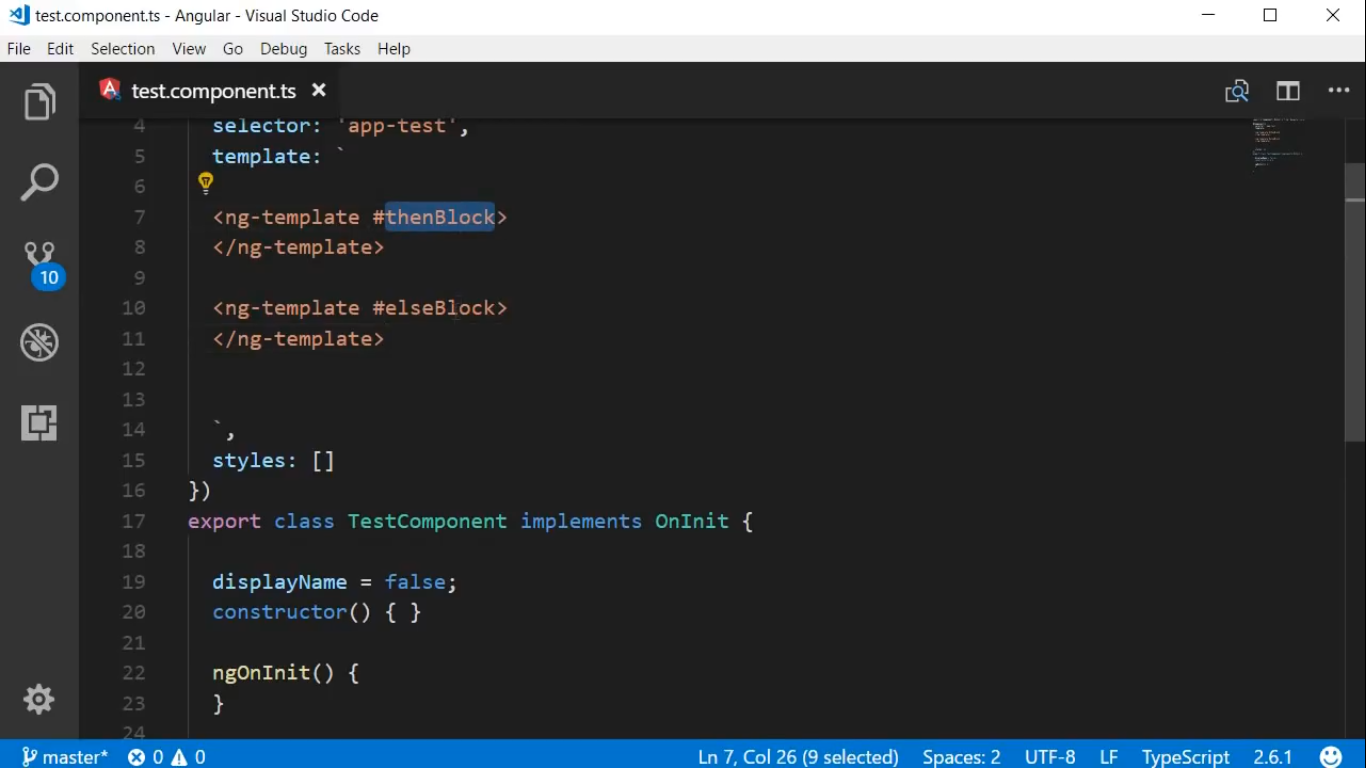 test.component.ts - Angular - Visual Studio Code
File Edit Selection View Go Debug Tasks Help
test.component.ts
4 selector: 'app-test',
5 template: `
6
7 <ng-template #thenBlock>
8 </ng-template>
9
10 <ng-template #elseBlock>
11 </ng-template>
12
13
14 `,
15 styles: []
16 })
17 export class TestComponent implements OnInit {
18
19 displayName = false;
20 constructor() { }
21
22 ngOnInit() {
23 }
24
10
master* 0 0 Ln 7, Col 26 (9 selected) Spaces: 2 UTF-8 LF TypeScript 2.6.1